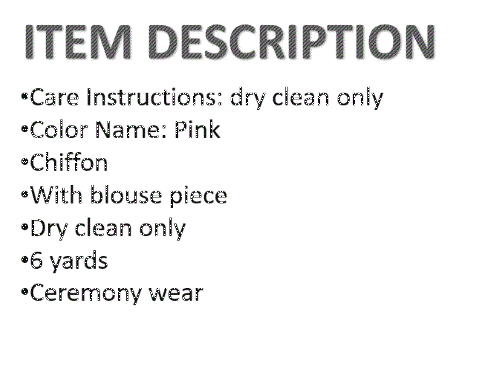 ITEM DESCRIPTION
•Care Instructions: dry clean only
•Color Name: Pink
•Chiffon
•With blouse piece
•Dry clean only
•6 yards
•Ceremony wear